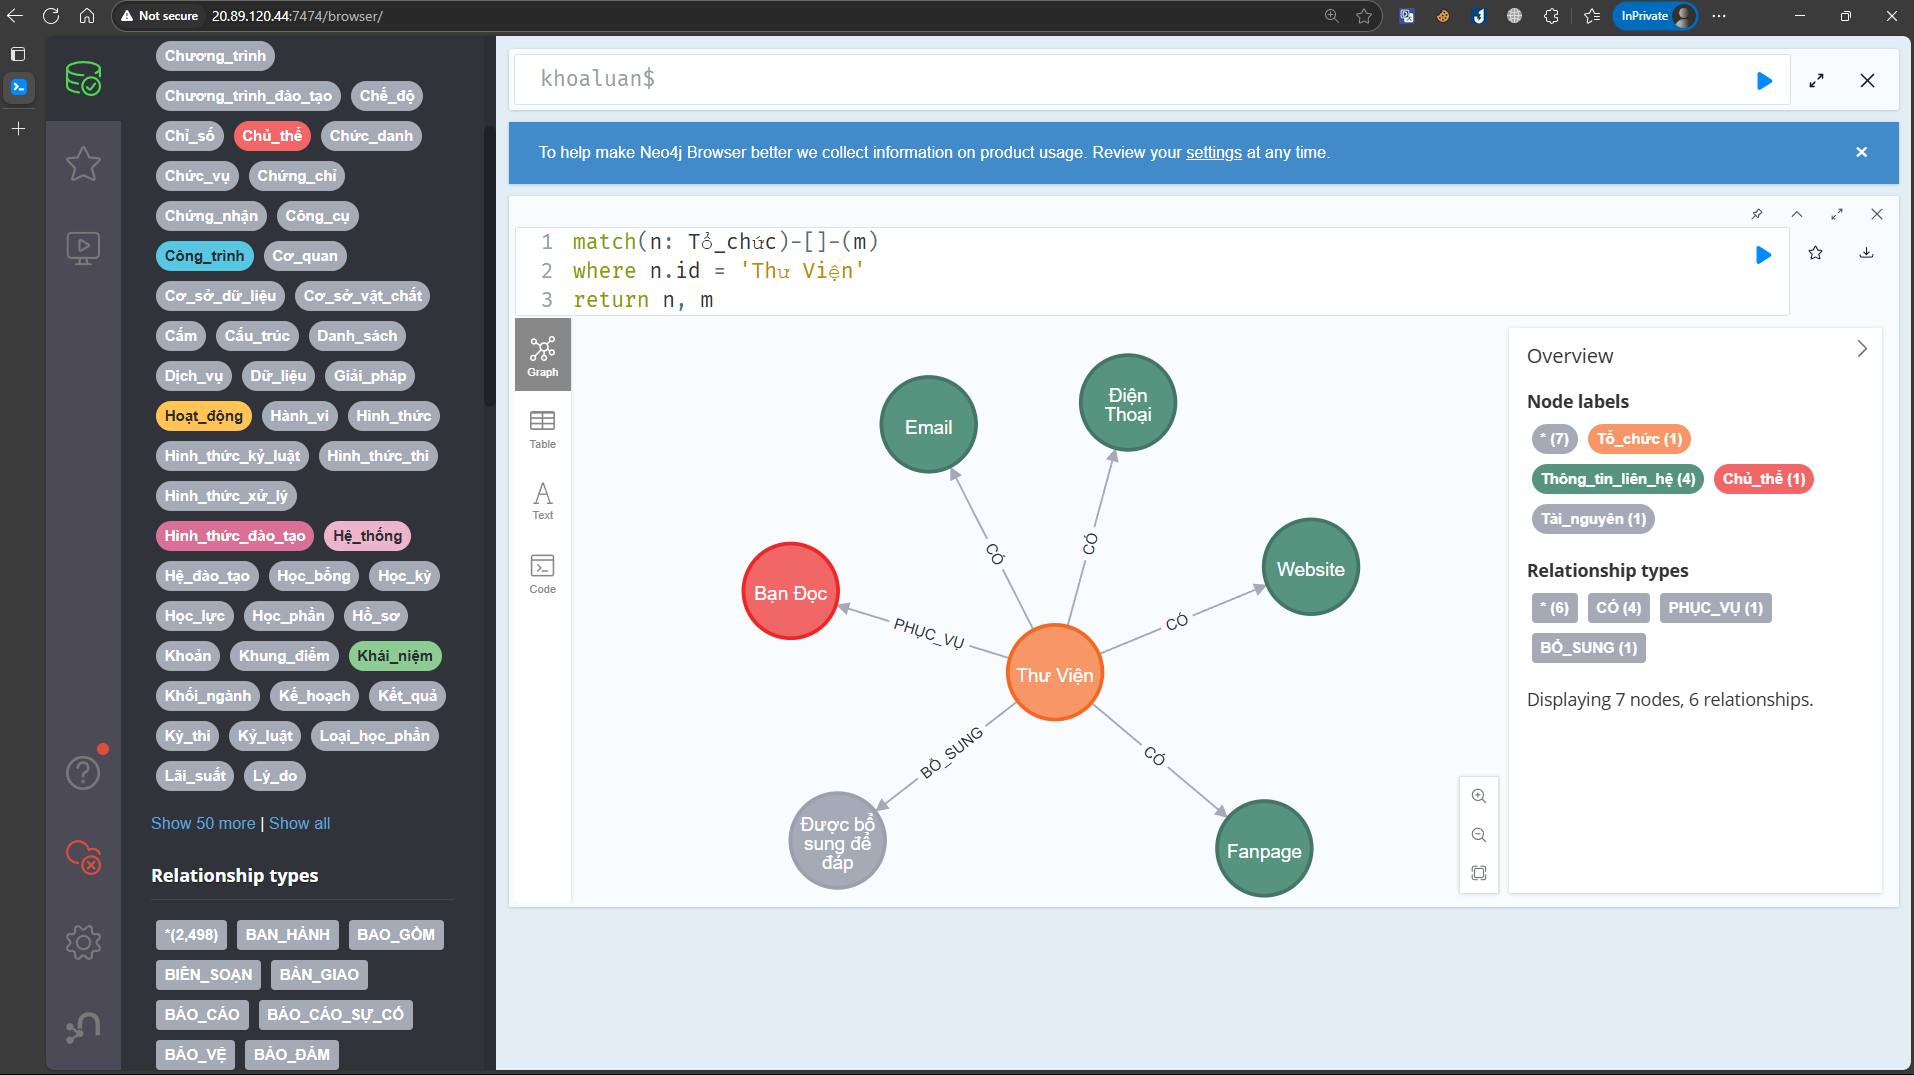 Not secure 20.89.120.44:7474/browser/
InPrivate
Chương_trình
Chương_trình_đào_tạo Chế_độ
Chỉ_số Chủ_thể Chức_danh
Chức_vụ Chứng_chỉ
Chứng_nhận Công_cụ
Công_trình Cơ_quan
Cơ_sở_dữ_liệu Cơ_sở_vật_chất
Cấm Cấu_trúc Danh_sách
Dịch_vụ Dữ_liệu Giải_pháp
Hoạt_động Hành_vi Hình_thức
Hình_thức_kỷ_luật Hình_thức_thi
Hình_thức_xử_lý
Hình_thức_đào_tạo Hệ_thống
Hệ_đào_tạo Học_bổng Học_kỳ
Học_lực Học_phần Hồ_sơ
Khoản Khung_điểm Khái_niệm
Khối_ngành Kế_hoạch Kết_quả
Kỳ_thi Kỷ_luật Loại_học_phần
Lãi_suất Lý_do
Show 50 more | Show all
Relationship types
*(2,498) BAN_HÀNH BAO_GỒM
BIÊN_SOẠN BÀN_GIAO
BÁO_CÁO BÁO_CÁO_SỰ_CỐ
BẢO_VỆ BẢO_ĐẢM
khoaluan$
To help make Neo4j Browser better we collect information on product usage. Review your settings at any time.
1 match(n: Tổ_chức)-[]-(m)
2 where n.id = 'Thư Viện'
3 return n, m
Graph
Table
Text
Code
Email
Điện
Thoại
Website
Bạn Đọc
Thư Viện
Được bổ
sung để
đáp
Fanpage
CÓ
CÓ
CÓ
PHỤC_VỤ
BỔ_SUNG
CÓ
Overview
Node labels
* (7) Tổ_chức (1)
Thông_tin_liên_hệ (4) Chủ_thể (1)
Tài_nguyên (1)
Relationship types
* (6) CÓ (4) PHỤC_VỤ (1)
BỔ_SUNG (1)
Displaying 7 nodes, 6 relationships.